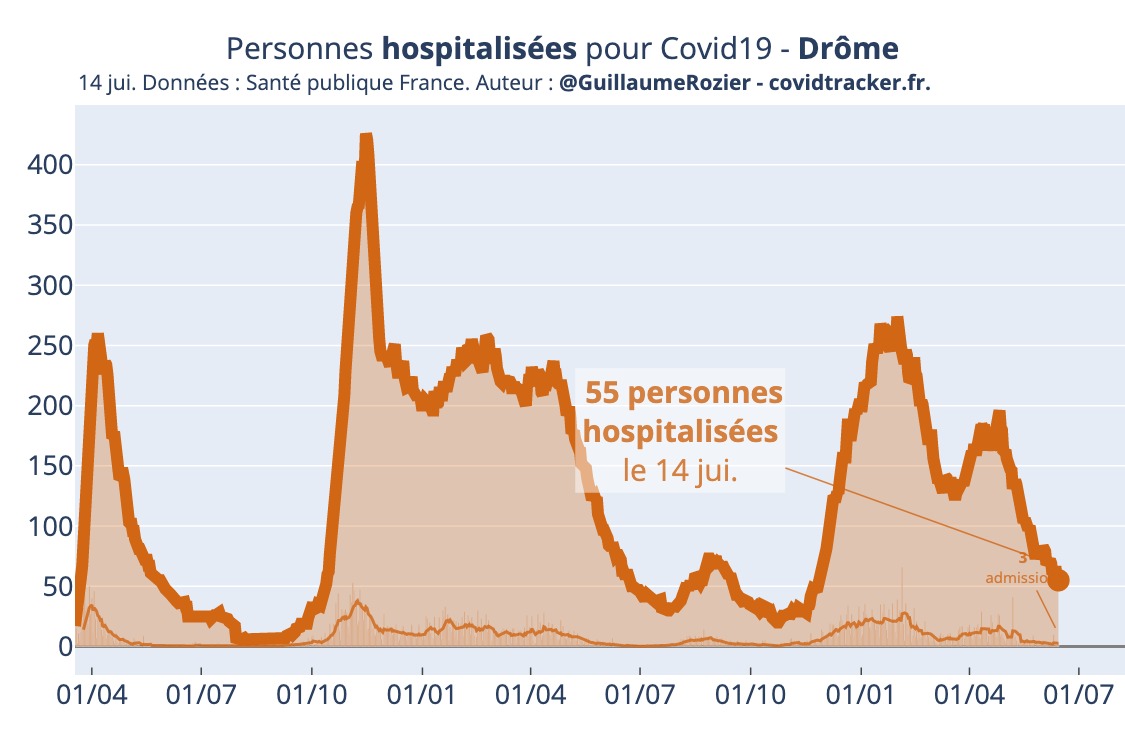 Personnes hospitalisées pour Covid19 - Drôme
14 jui. Données : Santé publique France. Auteur : @GuillaumeRozier - covidtracker.fr.
400
350
300
250
200
150
100
50
0
55 personnes
hospitalisées
le 14 jui.
3
admissio
01/04 01/07 01/10 01/01 01/04 01/07 01/10 01/01 01/04 01/07